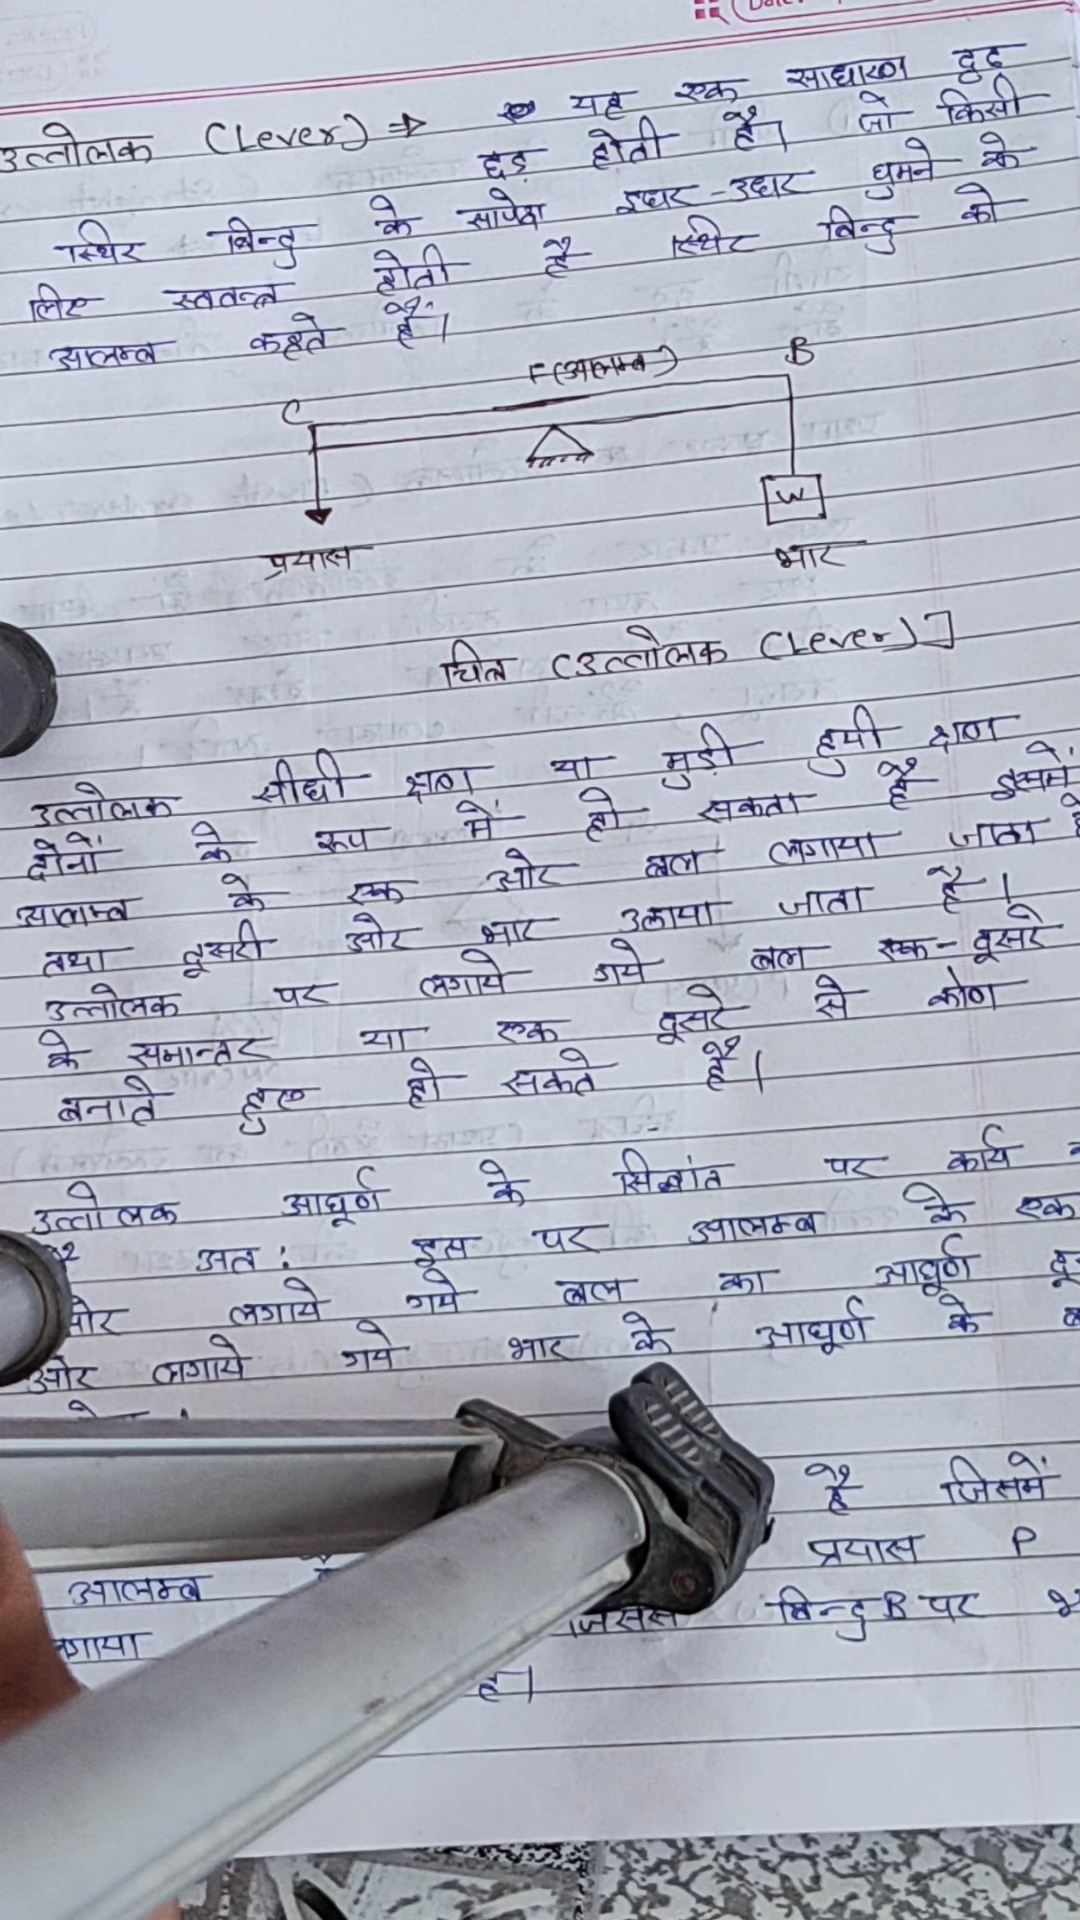 Date:
उत्तोलक (Lever) ⇒ यह एक साधारण दृढ़
छड़ होती है। जो किसी
स्थिर बिन्दु के सापेक्ष इधर-उधर घुमने के
लिए स्वतन्त्र होती है स्थिर बिन्दु को
आलम्ब कहते हैं।
F(आलम्ब) B
C
W
प्रयास भार
चित्र (उत्तोलक (Lever)]
उत्तोलक सीधी या मुड़ी हुयी
दोनों के रूप में हो सकता है इसमें
आलम्ब के एक ओर बल लगाया जाता है
तथा दूसरी ओर भार उठाया जाता है।
उत्तोलक पर लगाये गये बल एक-दूसरे
के समान्तर या एक दूसरे से कोण
बनाते हुए हो सकते हैं।
उत्तोलक आघूर्ण के सिद्धांत पर कार्य
अत: इस पर आलम्ब के एक
ओर लगाये गये बल का आघूर्ण
ओर लगाये गये भार के आघूर्ण के
है जिसमें
प्रयास P
आलम्ब
जिससे बिन्दु B पर
लगाया
है।